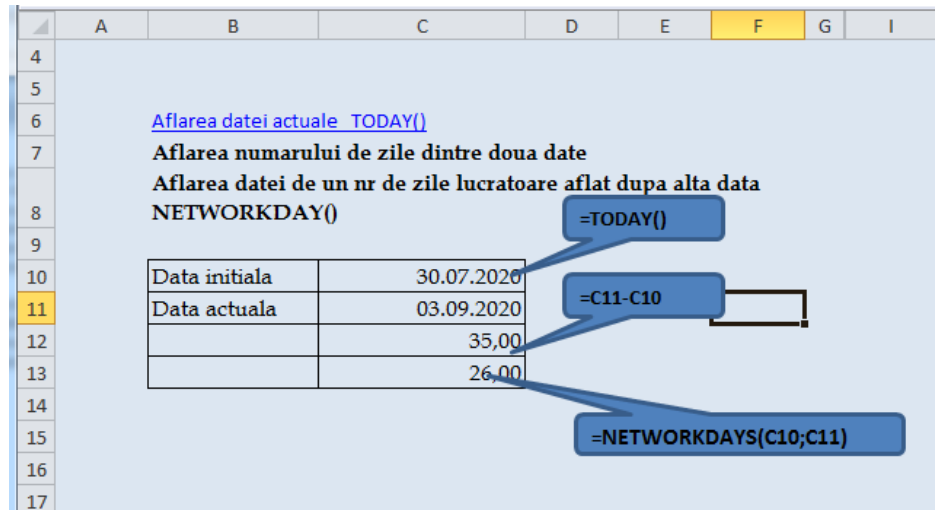 A B C D E F G I
4
5
6 Aflarea datei actuale TODAY()
7 Aflarea numarului de zile dintre doua date
Aflarea datei de un nr de zile lucratoare aflat dupa alta data
8 NETWORKDAY()
=TODAY()
9
10 Data initiala 30.07.2020
=C11-C10
11 Data actuala 03.09.2020
12 35,00
13 26,00
14
15 =NETWORKDAYS(C10;C11)
16
17